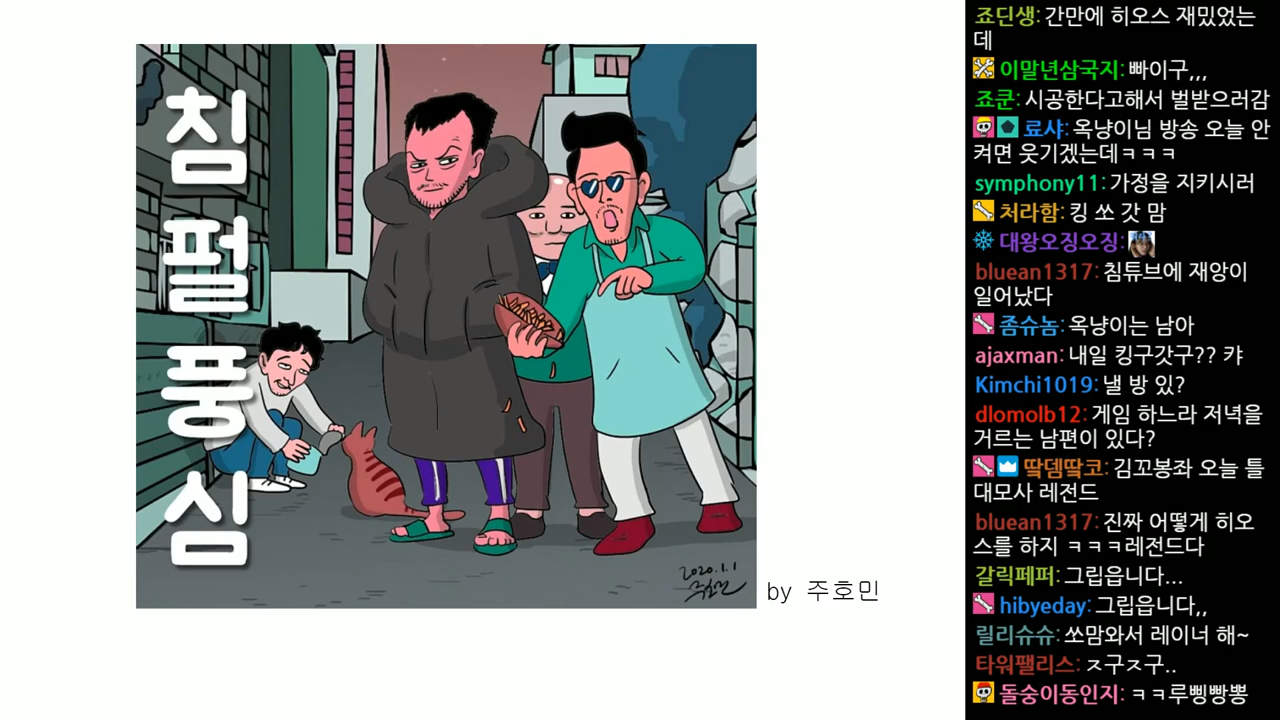 침
펄
풍
심
2020.1.1
by 주호민
죠딘생: 간만에 히오스 재밌었는
데
이말년삼국지: 빠이구,,,
죠쿤: 시공한다고해서 벌받으러감
료샤: 옥냥이님 방송 오늘 안
켜면 웃기겠는데ㅋㅋㅋ
symphony11: 가정을 지키시러
처라함: 킹 쏘 갓 맘
대왕오징오징:
bluean1317: 침튜브에 재앙이
일어났다
좀슈놈: 옥냥이는 남아
ajaxman: 내일 킹구갓구?? 캬
Kimchi1019: 낼 방 있?
dlomolb12: 게임 하느라 저녁을
거르는 남편이 있다?
땈뎀땈코: 김꼬봉좌 오늘 틀
대모사 레전드
bluean1317: 진짜 어떻게 히오
스를 하지 ㅋㅋㅋ레전드다
갈릭페퍼: 그립읍니다...
hibyeday: 그립읍니다,,
릴리슈슈: 쏘맘와서 레이너 해~
타워팰리스: ㅈ구ㅈ구..
돌숭이동인지: ㅋㅋ루삥빵뽕